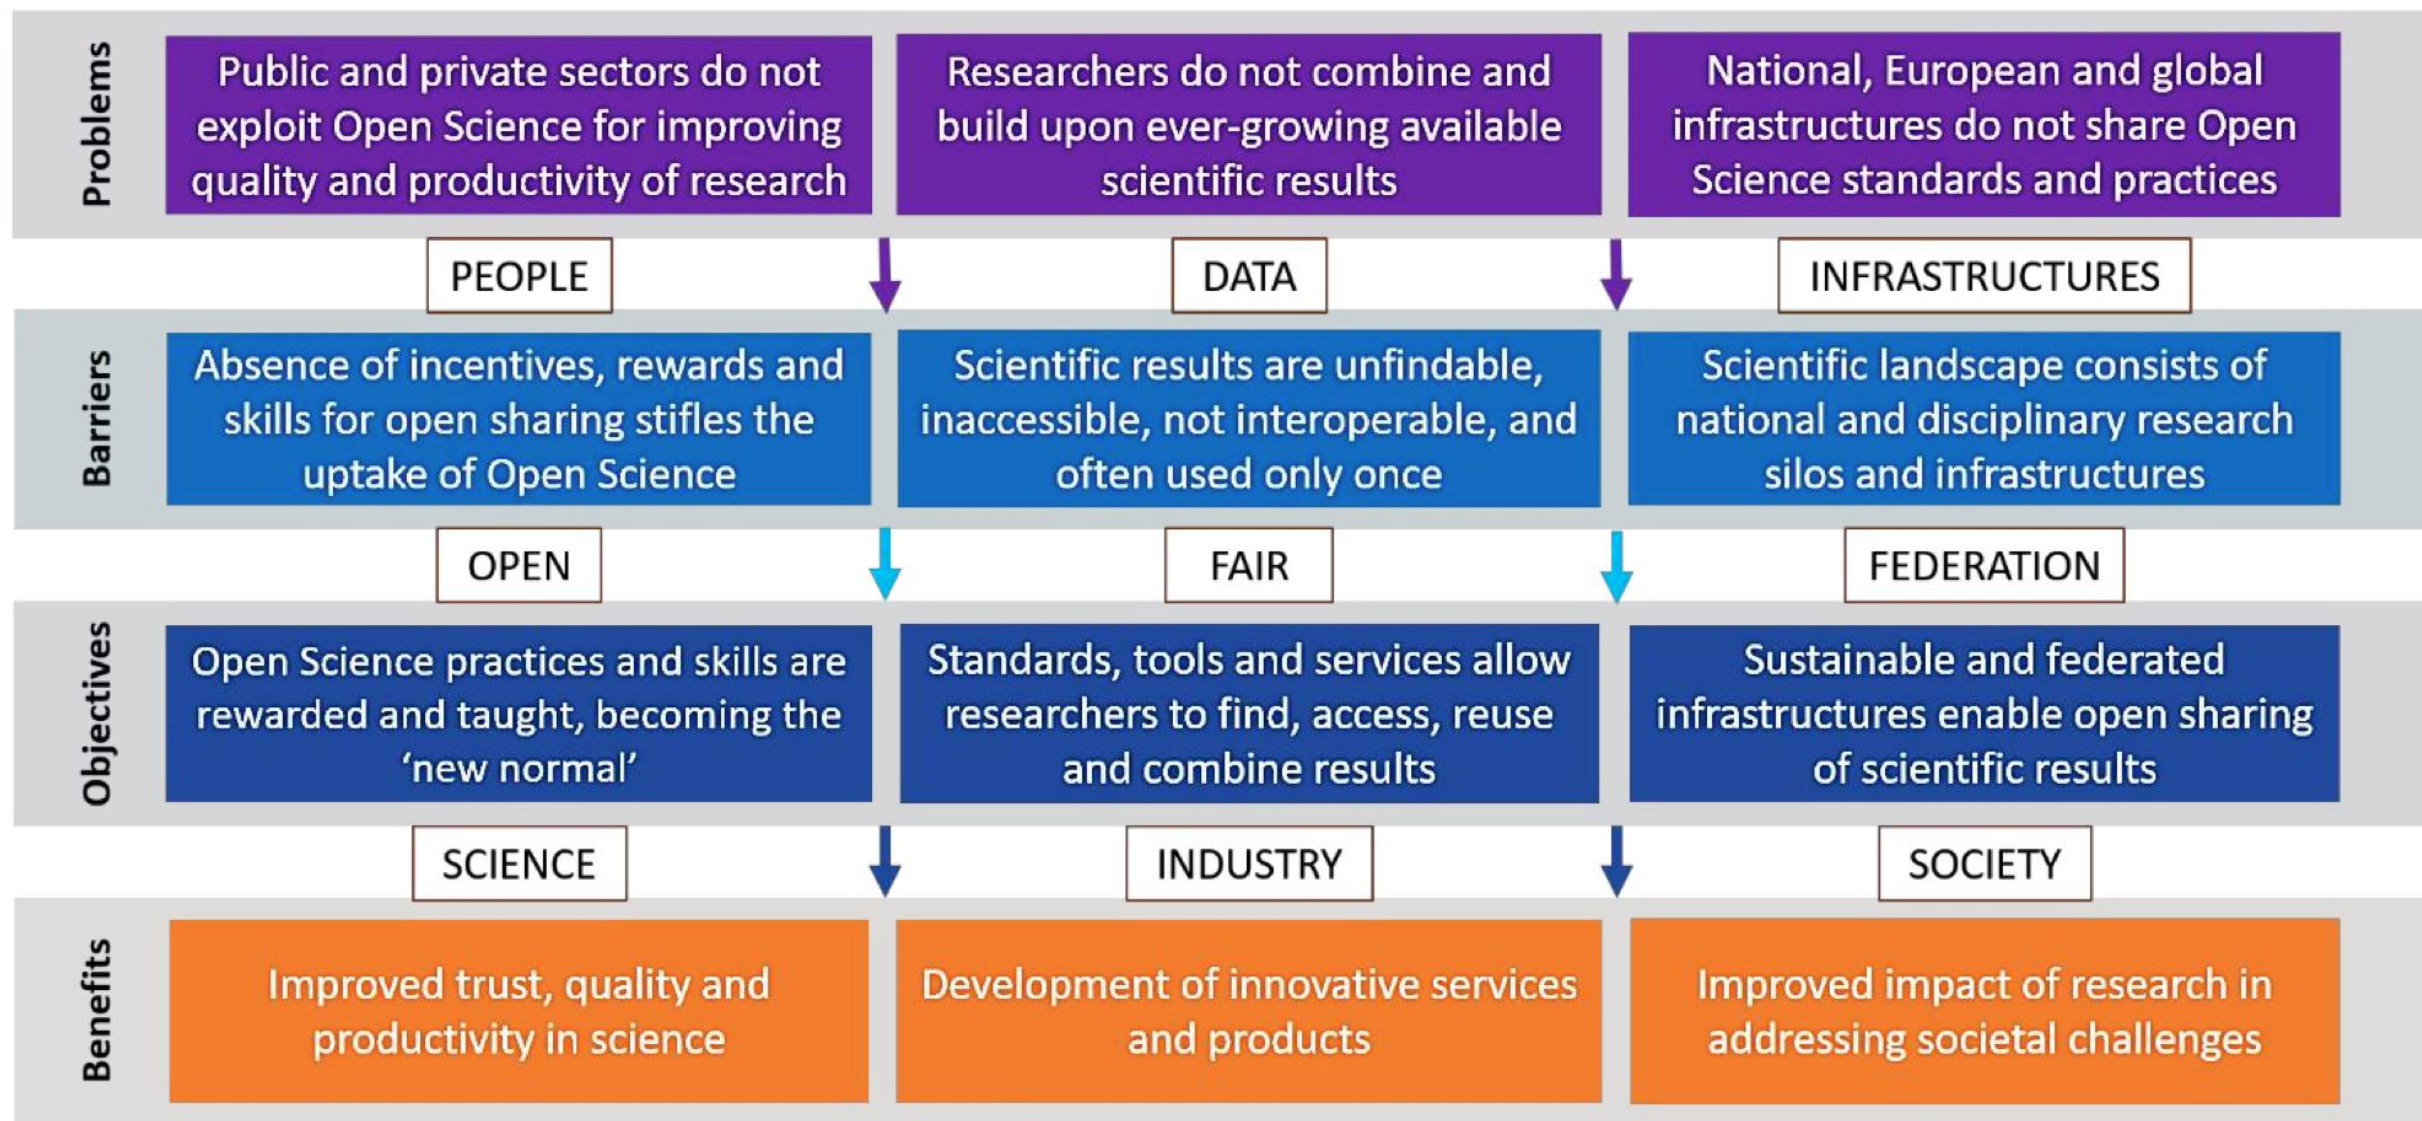 Problems
Public and private sectors do not
exploit Open Science for improving
quality and productivity of research
Researchers do not combine and
build upon ever-growing available
scientific results
National, European and global
infrastructures do not share Open
Science standards and practices
PEOPLE
DATA
INFRASTRUCTURES
Barriers
Absence of incentives, rewards and
skills for open sharing stifles the
uptake of Open Science
Scientific results are unfindable,
inaccessible, not interoperable, and
often used only once
Scientific landscape consists of
national and disciplinary research
silos and infrastructures
OPEN
FAIR
FEDERATION
Objectives
Open Science practices and skills are
rewarded and taught, becoming the
‘new normal’
Standards, tools and services allow
researchers to find, access, reuse
and combine results
Sustainable and federated
infrastructures enable open sharing
of scientific results
SCIENCE
INDUSTRY
SOCIETY
Benefits
Improved trust, quality and
productivity in science
Development of innovative services
and products
Improved impact of research in
addressing societal challenges